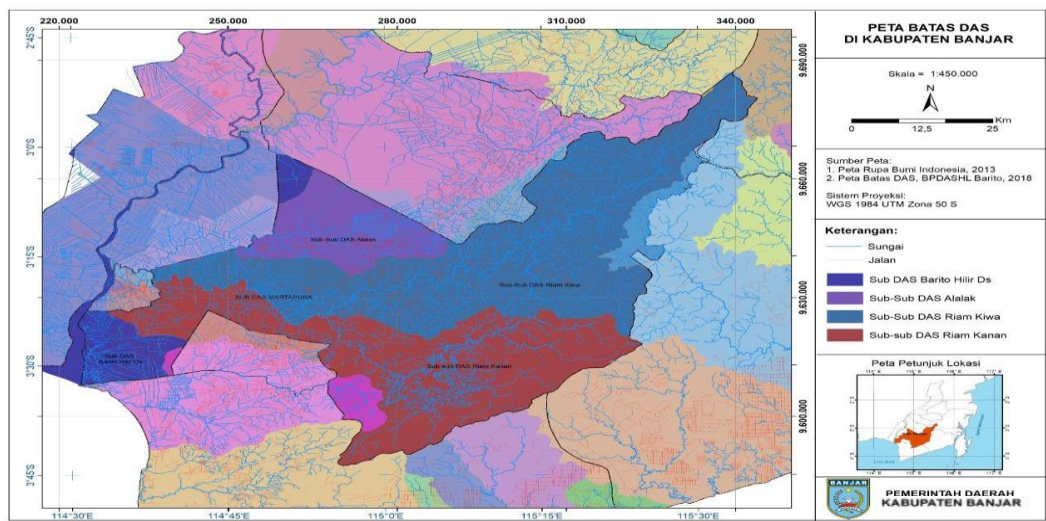 220.000 250.000 280.000 310.000 340.000
2°45'S
3°0'S
3°15'S
3°30'S
3°45'S
9.690.000
9.660.000
9.630.000
9.600.000
114°30'E 114°45'E 115°0'E 115°15'E 115°30'E
Sub-sub DAS Alalak
Sub-Sub DAS Riam Kiwa
SUB DAS MARTAPURA
Sub DAS
Barito Hilir Ds
Sub-sub DAS Riam Kanan
PETA BATAS DAS
DI KABUPATEN BANJAR
Skala = 1:450.000
N
0 12,5 25 Km
Sumber Peta:
1. Peta Rupa Bumi Indonesia, 2013
2. Peta Batas DAS, BPDASHL Barito, 2018
Sistem Proyeksi:
WGS 1984 UTM Zona 50 S
Keterangan:
Sungai
Jalan
Sub DAS Barito Hilir Ds
Sub-Sub DAS Alalak
Sub-Sub DAS Riam Kiwa
Sub-sub DAS Riam Kanan
Peta Petunjuk Lokasi
BANJAR
PEMERINTAH DAERAH
KABUPATEN BANJAR